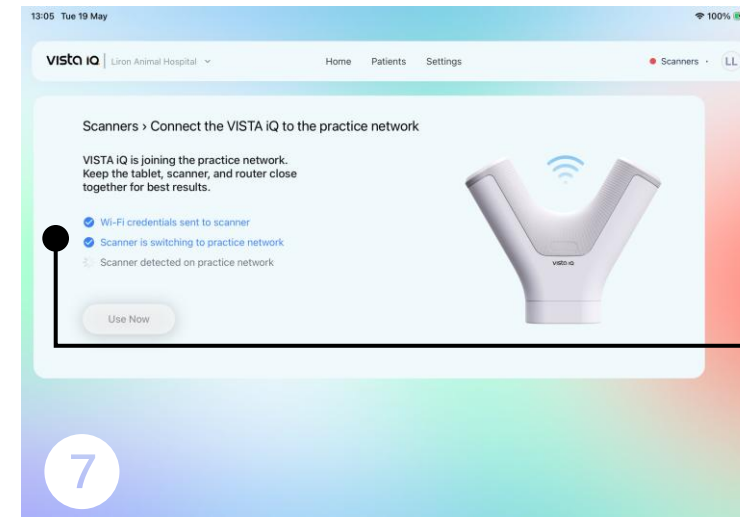 13:05 Tue 19 May
100%
vista iQ Liron Animal Hospital
Home Patients Settings
Scanners
LL
Scanners › Connect the VISTA iQ to the practice network
VISTA iQ is joining the practice network.
Keep the tablet, scanner, and router close
together for best results.
Wi-Fi credentials sent to scanner
Scanner is switching to practice network
Scanner detected on practice network
Use Now
vista iQ
7